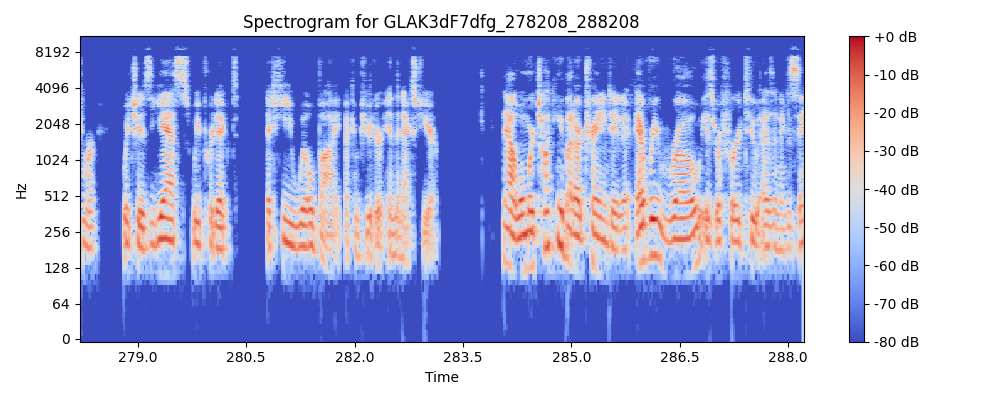 Spectrogram for GLAK3dF7dfg_278208_288208
8192
4096
2048
1024
512
256
128
64
0
Hz
279.0 280.5 282.0 283.5 285.0 286.5 288.0
Time
+0 dB
-10 dB
-20 dB
-30 dB
-40 dB
-50 dB
-60 dB
-70 dB
-80 dB